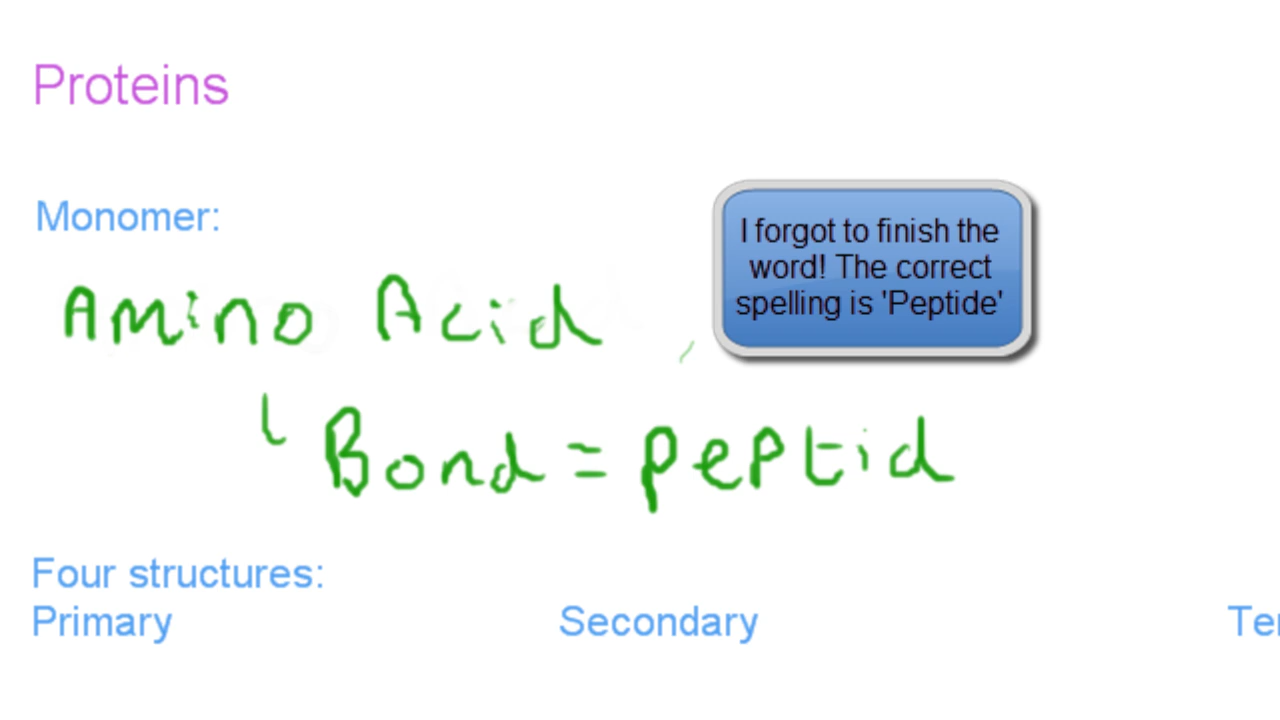 Proteins
Monomer:
I forgot to finish the
word! The correct
spelling is 'Peptide'
Amino Acid
Bond = peptid
Four structures:
Primary Secondary Ter